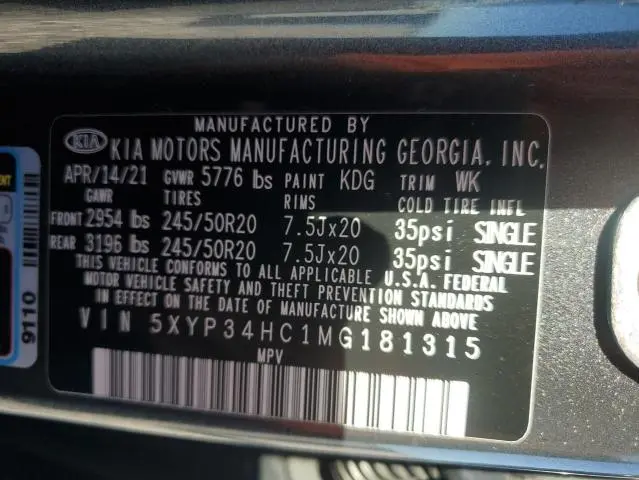 MANUFACTURED BY
KIA KIA MOTORS MANUFACTURING GEORGIA, INC.
APR/14/21 GVWR 5776 lbs PAINT KDG TRIM WK
GAWR TIRES RIMS COLD TIRE INFL
FRONT 2954 lbs 245/50R20 7.5Jx20 35psi SINGLE
REAR 3196 lbs 245/50R20 7.5Jx20 35psi SINGLE
THIS VEHICLE CONFORMS TO ALL APPLICABLE U.S.A. FEDERAL
MOTOR VEHICLE SAFETY AND THEFT PREVENTION STANDARDS
IN EFFECT ON THE DATE OF MANUFACTURE SHOWN ABOVE
VIN 5XYP34HC1MG181315
MPV
9110